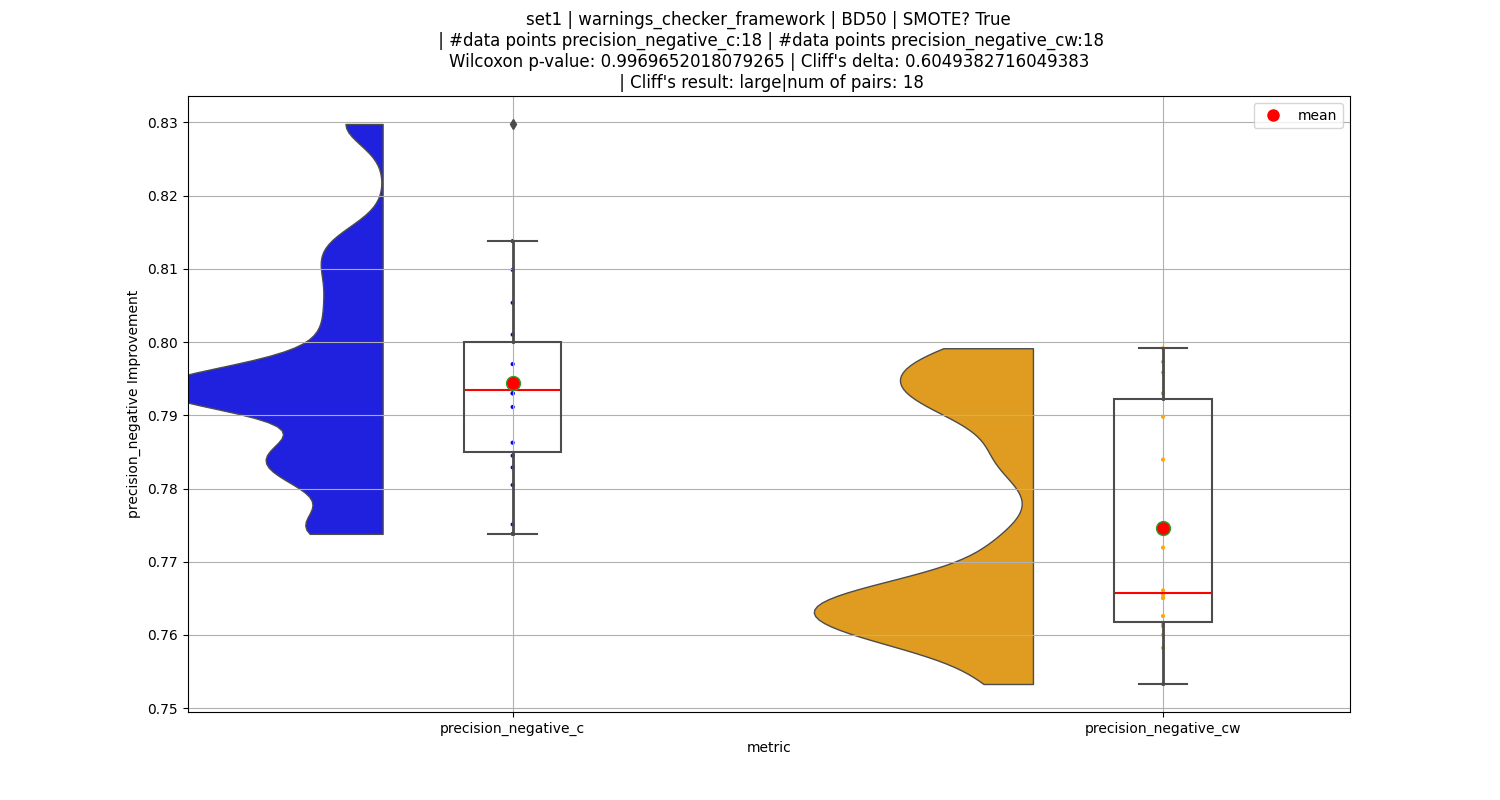 set1 | warnings_checker_framework | BD50 | SMOTE? True
| #data points precision_negative_c:18 | #data points precision_negative_cw:18
Wilcoxon p-value: 0.9969652018079265 | Cliff's delta: 0.6049382716049383
| Cliff's result: large|num of pairs: 18
mean
0.83
0.82
0.81
0.80
0.79
0.78
0.77
0.76
0.75
precision_negative Improvement
precision_negative_c
precision_negative_cw
metric